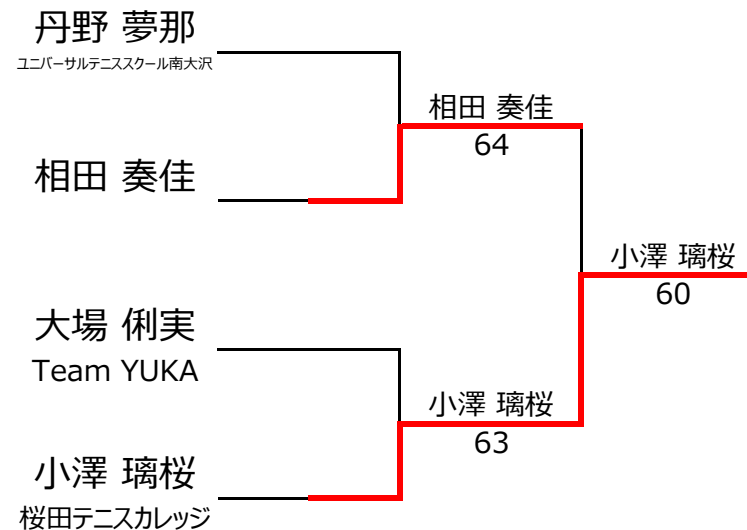 丹野 夢那
ユニバーサルテニススクール南大沢
相田 奏佳
64
相田 奏佳
小澤 璃桜
60
大場 俐実
Team YUKA
小澤 璃桜
63
小澤 璃桜
桜田テニスカレッジ